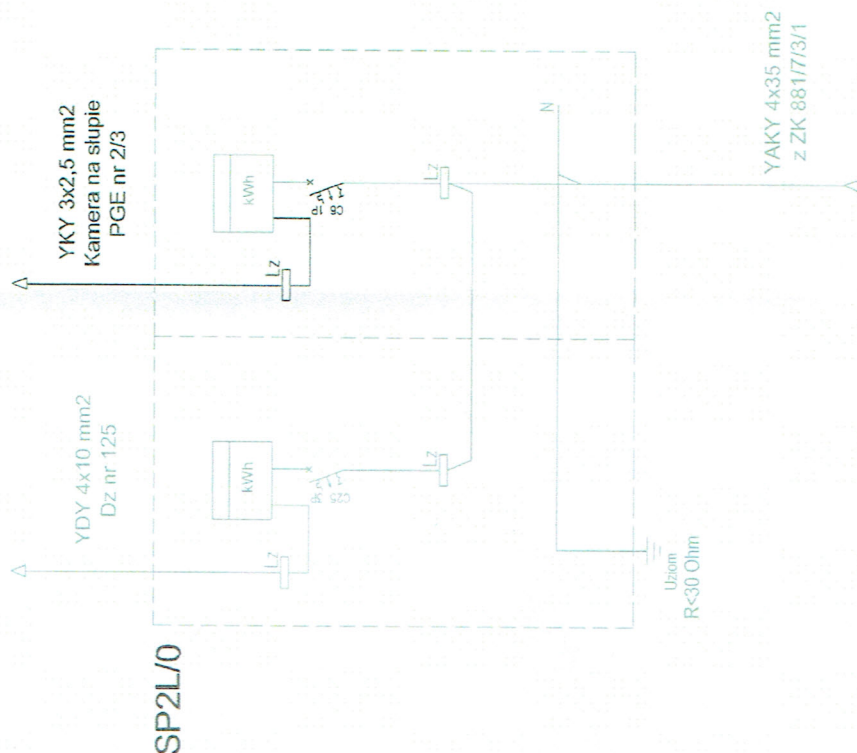 YKY 3x2,5 mm2
Kamera na słupie
PGE nr 2/3
YDY 4x10 mm2
Dz nr 125
kWh
C6 1P
Lz
Lz
kWh
C25 3P
Lz
Lz
N
Uziom
R<30 Ohm
YAKY 4x35 mm2
z ZK 881/7/3/1
SP2L/0